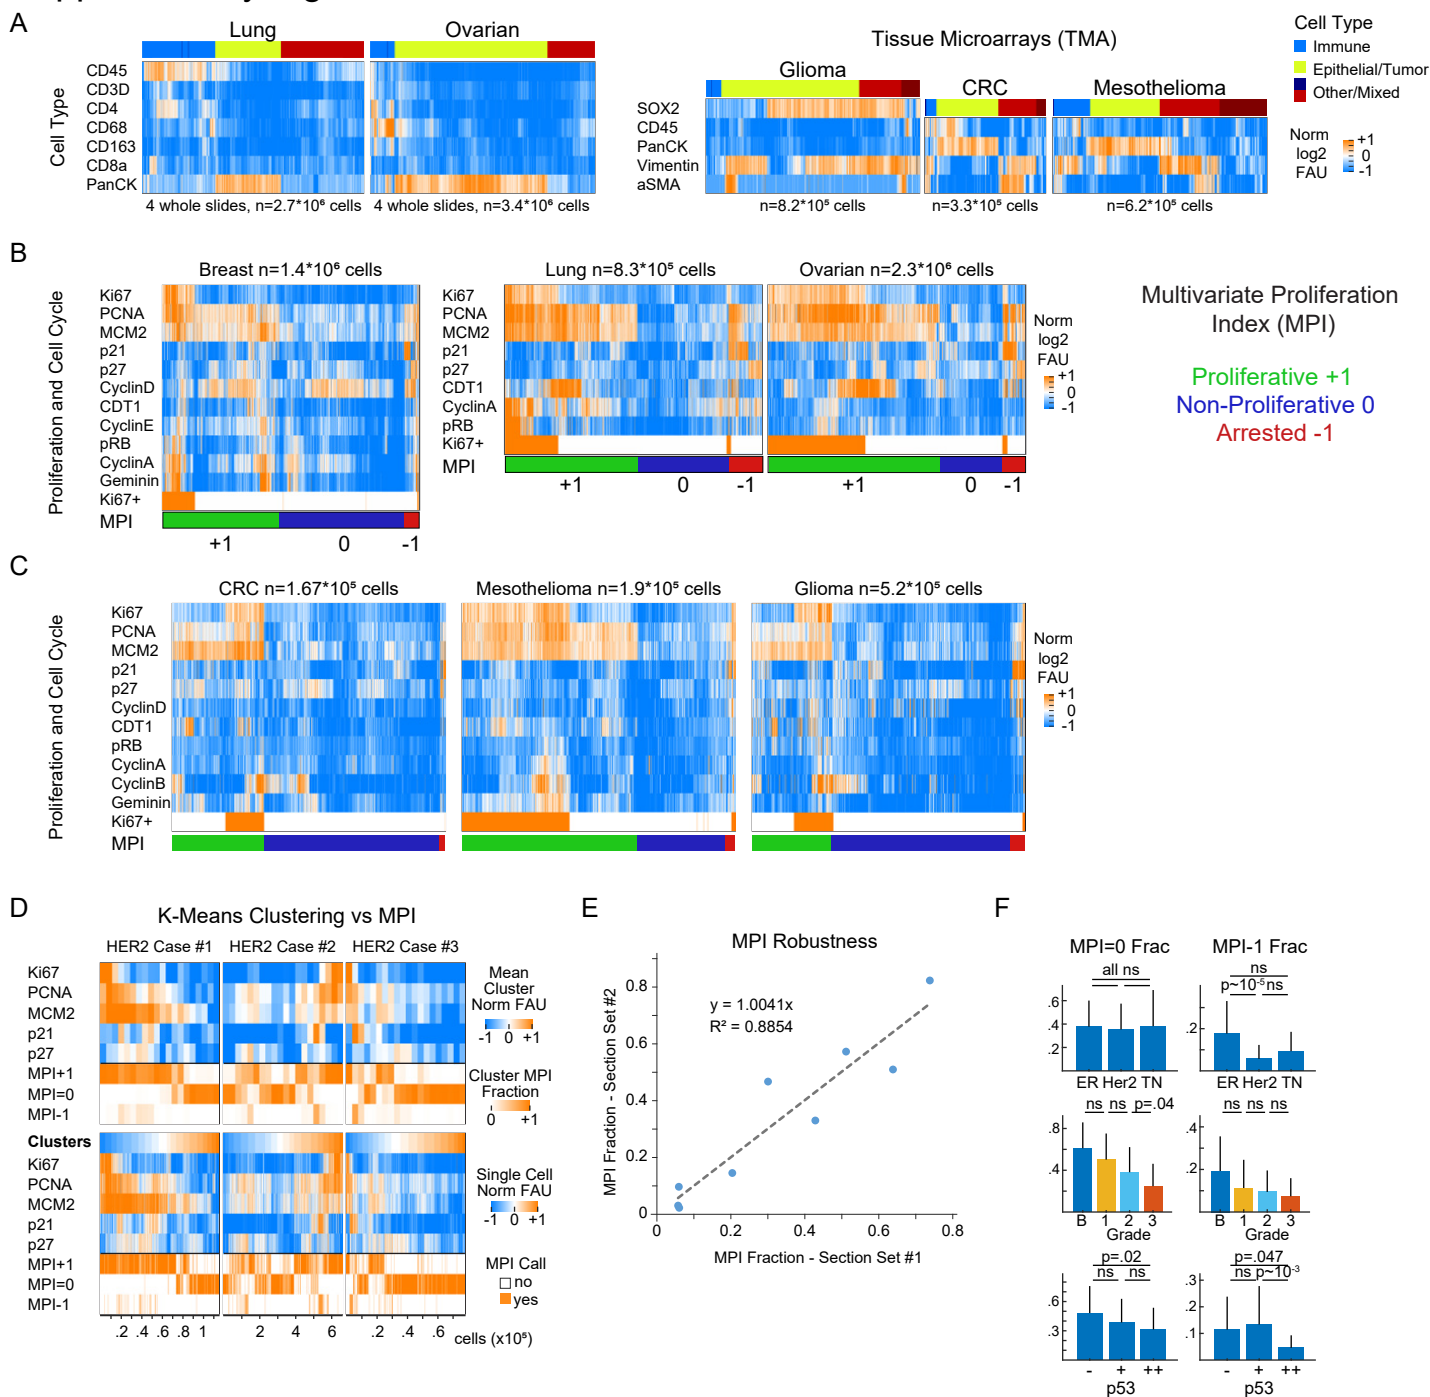 A
Lung
Ovarian
CD45
CD3D
CD4
CD68
CD163
CD8a
PanCK
Cell Type
4 whole slides, n=2.7*10⁶ cells
4 whole slides, n=3.4*10⁶ cells
Tissue Microarrays (TMA)
Glioma
CRC
Mesothelioma
SOX2
CD45
PanCK
Vimentin
aSMA
n=8.2*10⁵ cells
n=3.3*10⁵ cells
n=6.2*10⁵ cells
Cell Type
Immune
Epithelial/Tumor
Other/Mixed
Norm
log2
FAU
+1
-1
B
Breast n=1.4*10⁶ cells
Lung n=8.3*10⁵ cells
Ovarian n=2.3*10⁶ cells
Proliferation and Cell Cycle
Ki67
PCNA
MCM2
p21
p27
CyclinD
CDT1
CyclinE
pRB
CyclinA
Geminin
Ki67+
MPI
+1
0
-1
Ki67
PCNA
MCM2
p21
p27
CDT1
CyclinA
pRB
Ki67+
MPI
+1
0
-1
+1
0
-1
Norm
log2
FAU
+1
0
-1
Multivariate Proliferation
Index (MPI)
Proliferative +1
Non-Proliferative 0
Arrested -1
C
CRC n=1.67*10⁵ cells
Mesothelioma n=1.9*10⁵ cells
Glioma n=5.2*10⁵ cells
Proliferation and Cell Cycle
Ki67
PCNA
MCM2
p21
p27
CyclinD
CDT1
pRB
CyclinA
CyclinB
Geminin
Ki67+
MPI
Norm
log2
FAU
+1
0
-1
D
K-Means Clustering vs MPI
HER2 Case #1
HER2 Case #2
HER2 Case #3
Ki67
PCNA
MCM2
p21
p27
MPI+1
MPI=0
MPI-1
Clusters
Ki67
PCNA
MCM2
p21
p27
MPI+1
MPI=0
MPI-1
.2 .4 .6 .8 1
2 4 6
.2 .4 .6
cells (x10⁵)
Mean
Cluster
Norm FAU
-1 0 +1
Cluster MPI
Fraction
0 +1
Single Cell
Norm FAU
-1 0 +1
MPI Call
no
yes
E
MPI Robustness
y = 1.0041x
R² = 0.8854
MPI Fraction - Section Set #2
0.8
0.6
0.4
0.2
0
0 0.2 0.4 0.6 0.8
MPI Fraction - Section Set #1
F
MPI=0 Frac
MPI-1 Frac
all ns
.6
.4
.2
ER Her2 TN
ns
p~10⁻⁵ ns
.2
ER Her2 TN
ns ns p=.04
.8
.4
B 1 2 3
Grade
ns ns ns
.4
.2
B 1 2 3
Grade
p=.02
ns ns
.6
.3
- + ++
p53
p=.047
ns p~10⁻³
.3
.2
.1
- + ++
p53